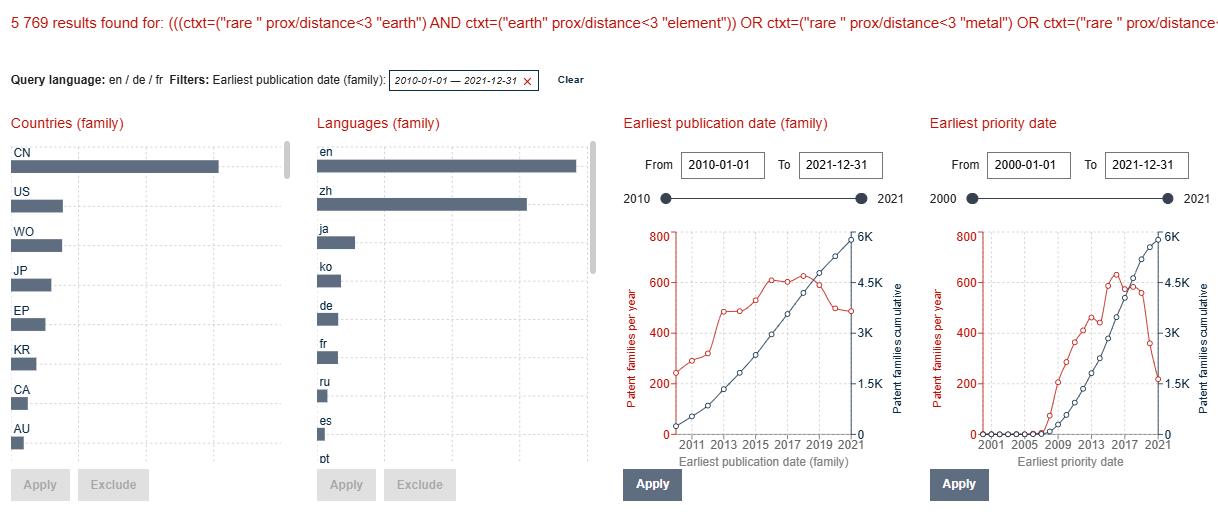 5 769 results found for: (((ctxt=("rare " prox/distance<3 "earth") AND ctxt=("earth" prox/distance<3 "element")) OR ctxt=("rare " prox/distance<3 "metal") OR ctxt=("rare " prox/distance<
Query language: en / de / fr Filters: Earliest publication date (family): 2010-01-01 — 2021-12-31 × Clear
Countries (family)
CN
US
WO
JP
EP
KR
CA
AU
Apply Exclude
Languages (family)
en
zh
ja
ko
de
fr
ru
es
pt
Apply Exclude
Earliest publication date (family)
From 2010-01-01 To 2021-12-31
2010 2021
Patent families per year
800
600
400
200
0
6K
4.5K
3K
1.5K
0
Patent families cumulative
2011 2013 2015 2017 2019 2021
Earliest publication date (family)
Apply
Earliest priority date
From 2000-01-01 To 2021-12-31
2000 2021
Patent families per year
800
600
400
200
0
6K
4.5K
3K
1.5K
0
Patent families cumulative
2001 2005 2009 2013 2017 2021
Earliest priority date
Apply